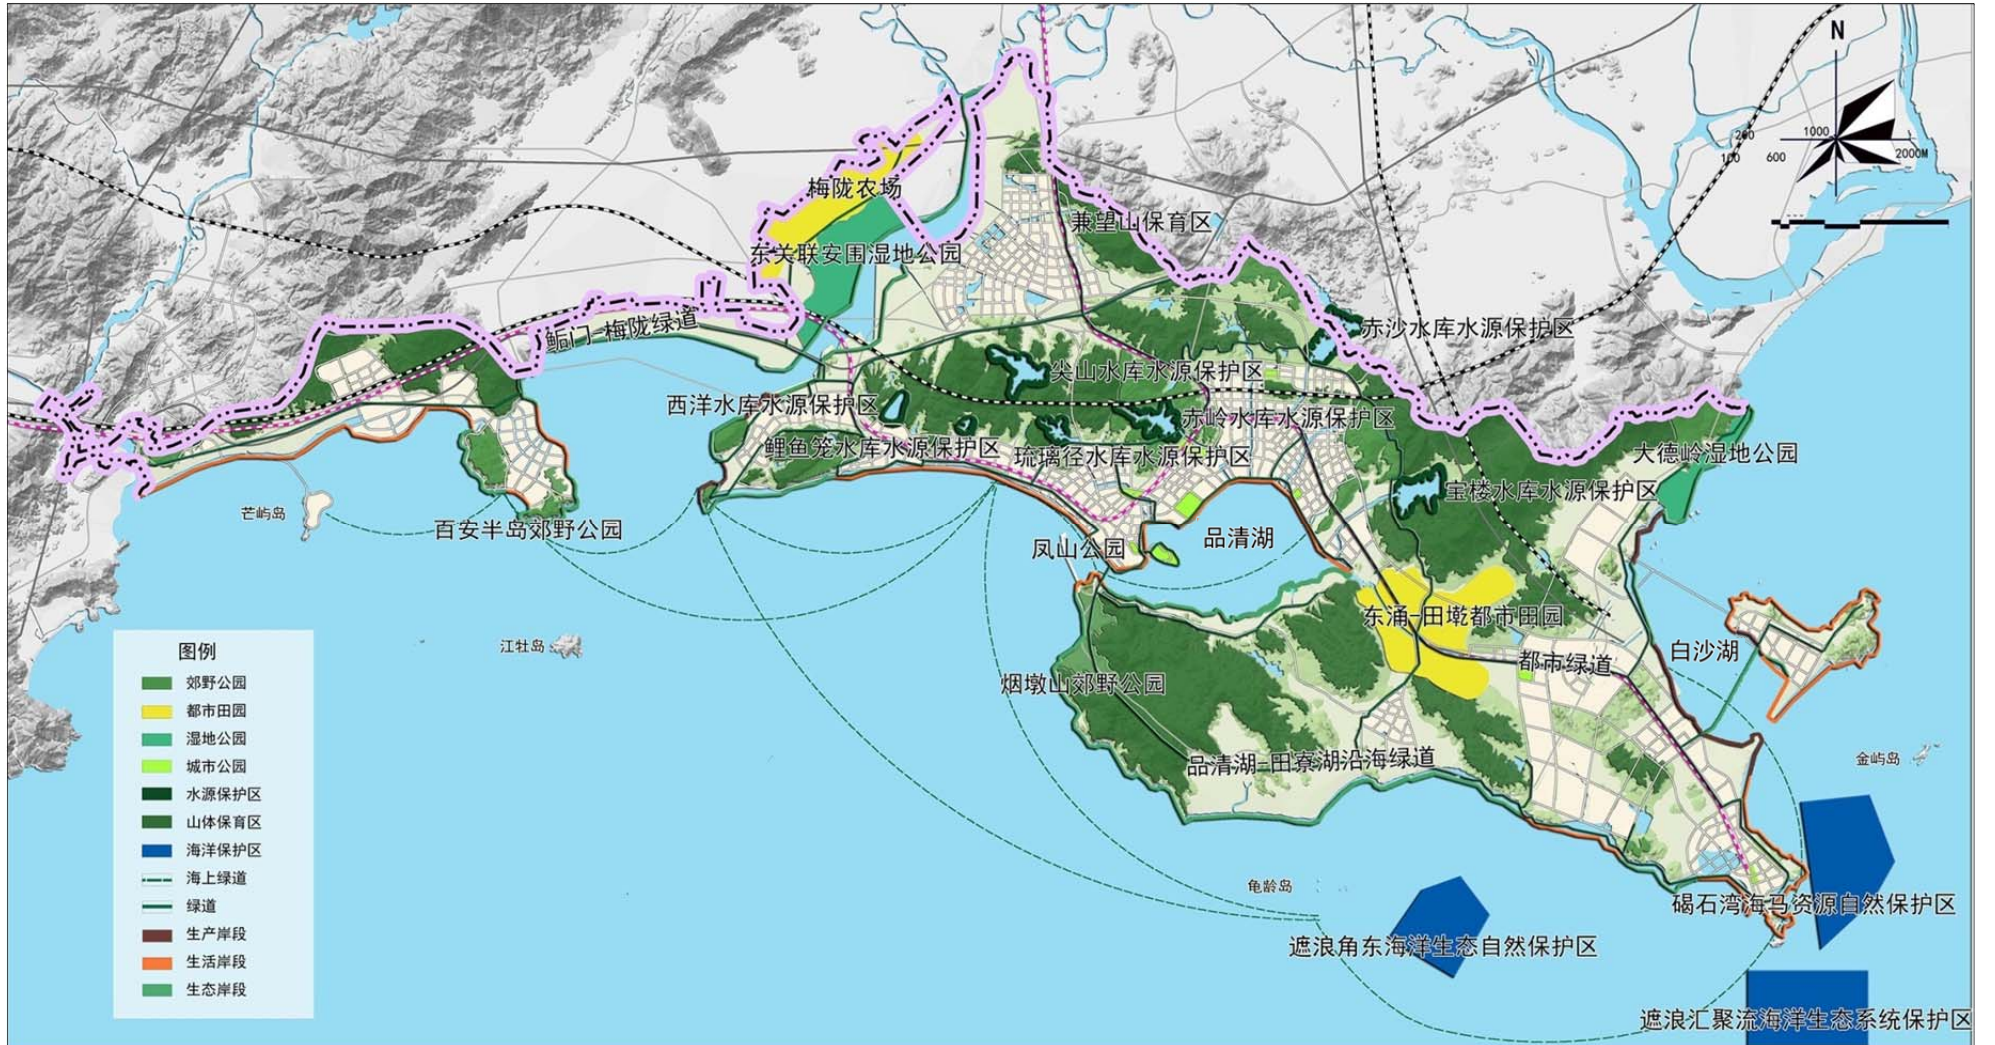 N
200
1000
100
600
2000M
梅陇农场
兼望山保育区
东关联安围湿地公园
鲘门-梅陇绿道
赤沙水库水源保护区
尖山水库水源保护区
西洋水库水源保护区
赤岭水库水源保护区
鲤鱼笼水库水源保护区
琉璃径水库水源保护区
大德岭湿地公园
宝楼水库水源保护区
芒屿岛
百安半岛郊野公园
凤山公园
品清湖
东涌-田墘都市田园
江牡岛
都市绿道
白沙湖
烟墩山郊野公园
品清湖-田寮湖沿海绿道
金屿岛
龟龄岛
碣石湾海马资源自然保护区
遮浪角东海洋生态自然保护区
遮浪汇聚流海洋生态系统保护区
图例
郊野公园
都市田园
湿地公园
城市公园
水源保护区
山体保育区
海洋保护区
海上绿道
绿道
生产岸段
生活岸段
生态岸段